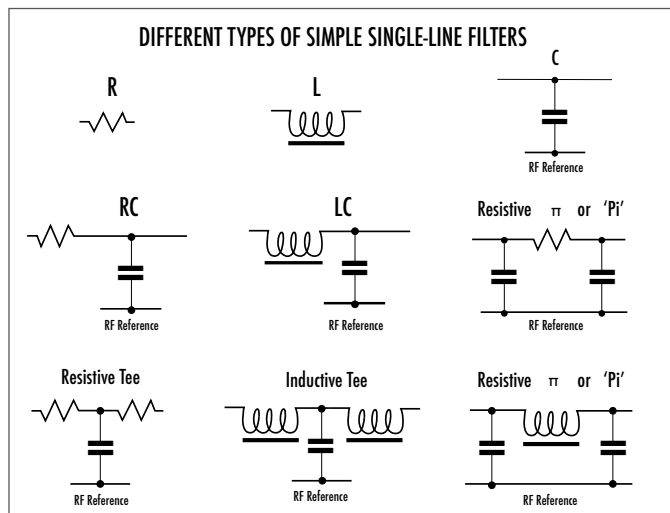 DIFFERENT TYPES OF SIMPLE SINGLE-LINE FILTERS
R
L
C
RF Reference
RC
LC
Resistive π or 'Pi'
RF Reference
RF Reference
RF Reference
Resistive Tee
Inductive Tee
Resistive π or 'Pi'
RF Reference
RF Reference
RF Reference